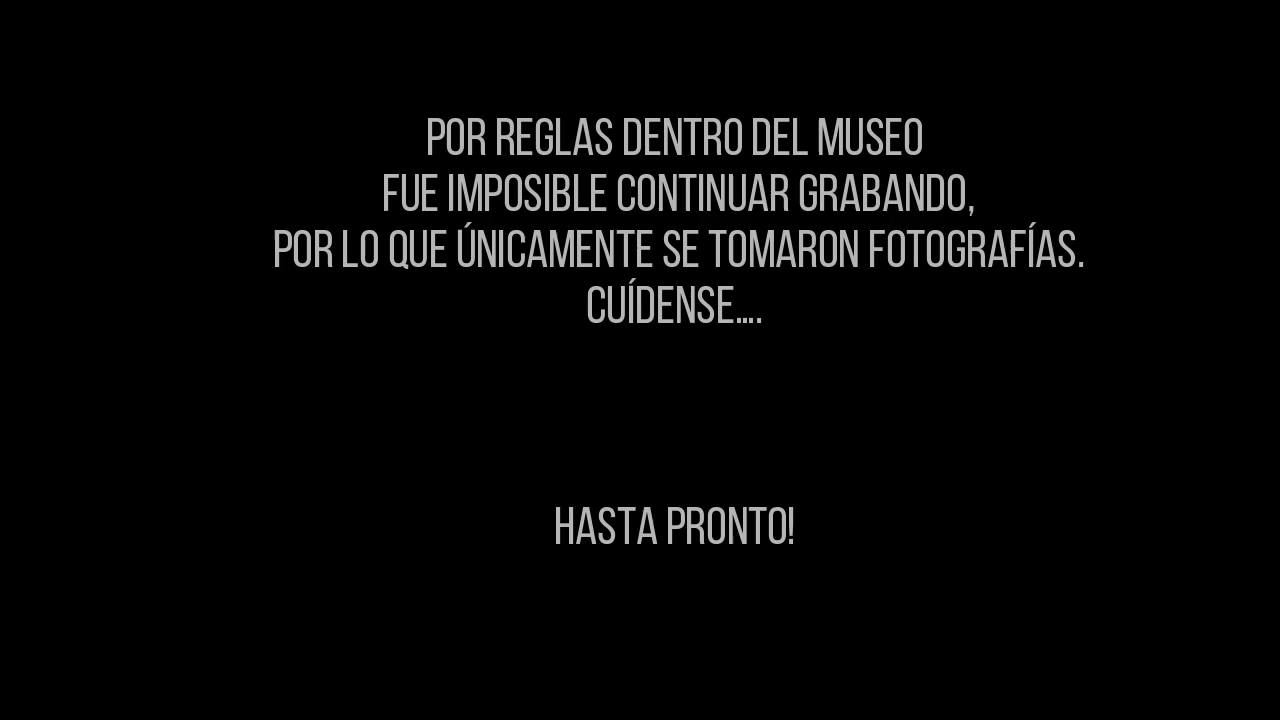 POR REGLAS DENTRO DEL MUSEO
FUE IMPOSIBLE CONTINUAR GRABANDO,
POR LO QUE ÚNICAMENTE SE TOMARON FOTOGRAFÍAS.
CUÍDENSE....
HASTA PRONTO!